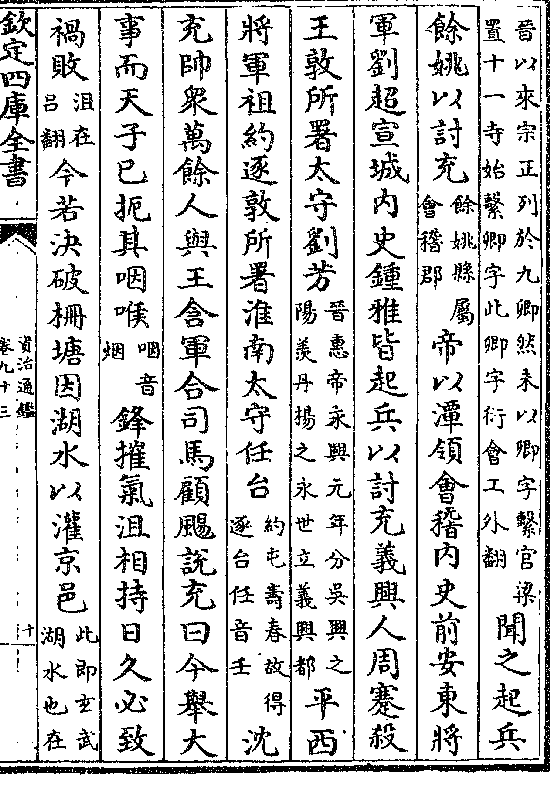 晉以來宗正列於九卿然未以卿字繫官梁
置十一寺始繫卿字此卿字衍會工外翻
聞之起兵
餘姚以討充
餘姚縣屬
會稽郡
帝以潭領會稽內史前安東將
軍劉超宣城內史鍾雅皆起兵以討充義興人周蹇殺
王敦所署太守劉芳
晉惠帝永興元年分吳興之
陽羨丹揚之永世立義興郡
平西
將軍祖約逐敦所署淮南太守任台
約屯壽春故得
逐台任音壬
沈
充帥衆萬餘人與王含軍合司馬顧颺說充曰今舉大
事而天子已扼其咽喉
咽音
烟
鋒摧氣沮相持日久必致
禍敗
沮在
呂翻
今若決破柵塘因湖水以灌京邑
此即玄武
湖水也在
欽定四庫全書
資治通鑑
卷九十三
十